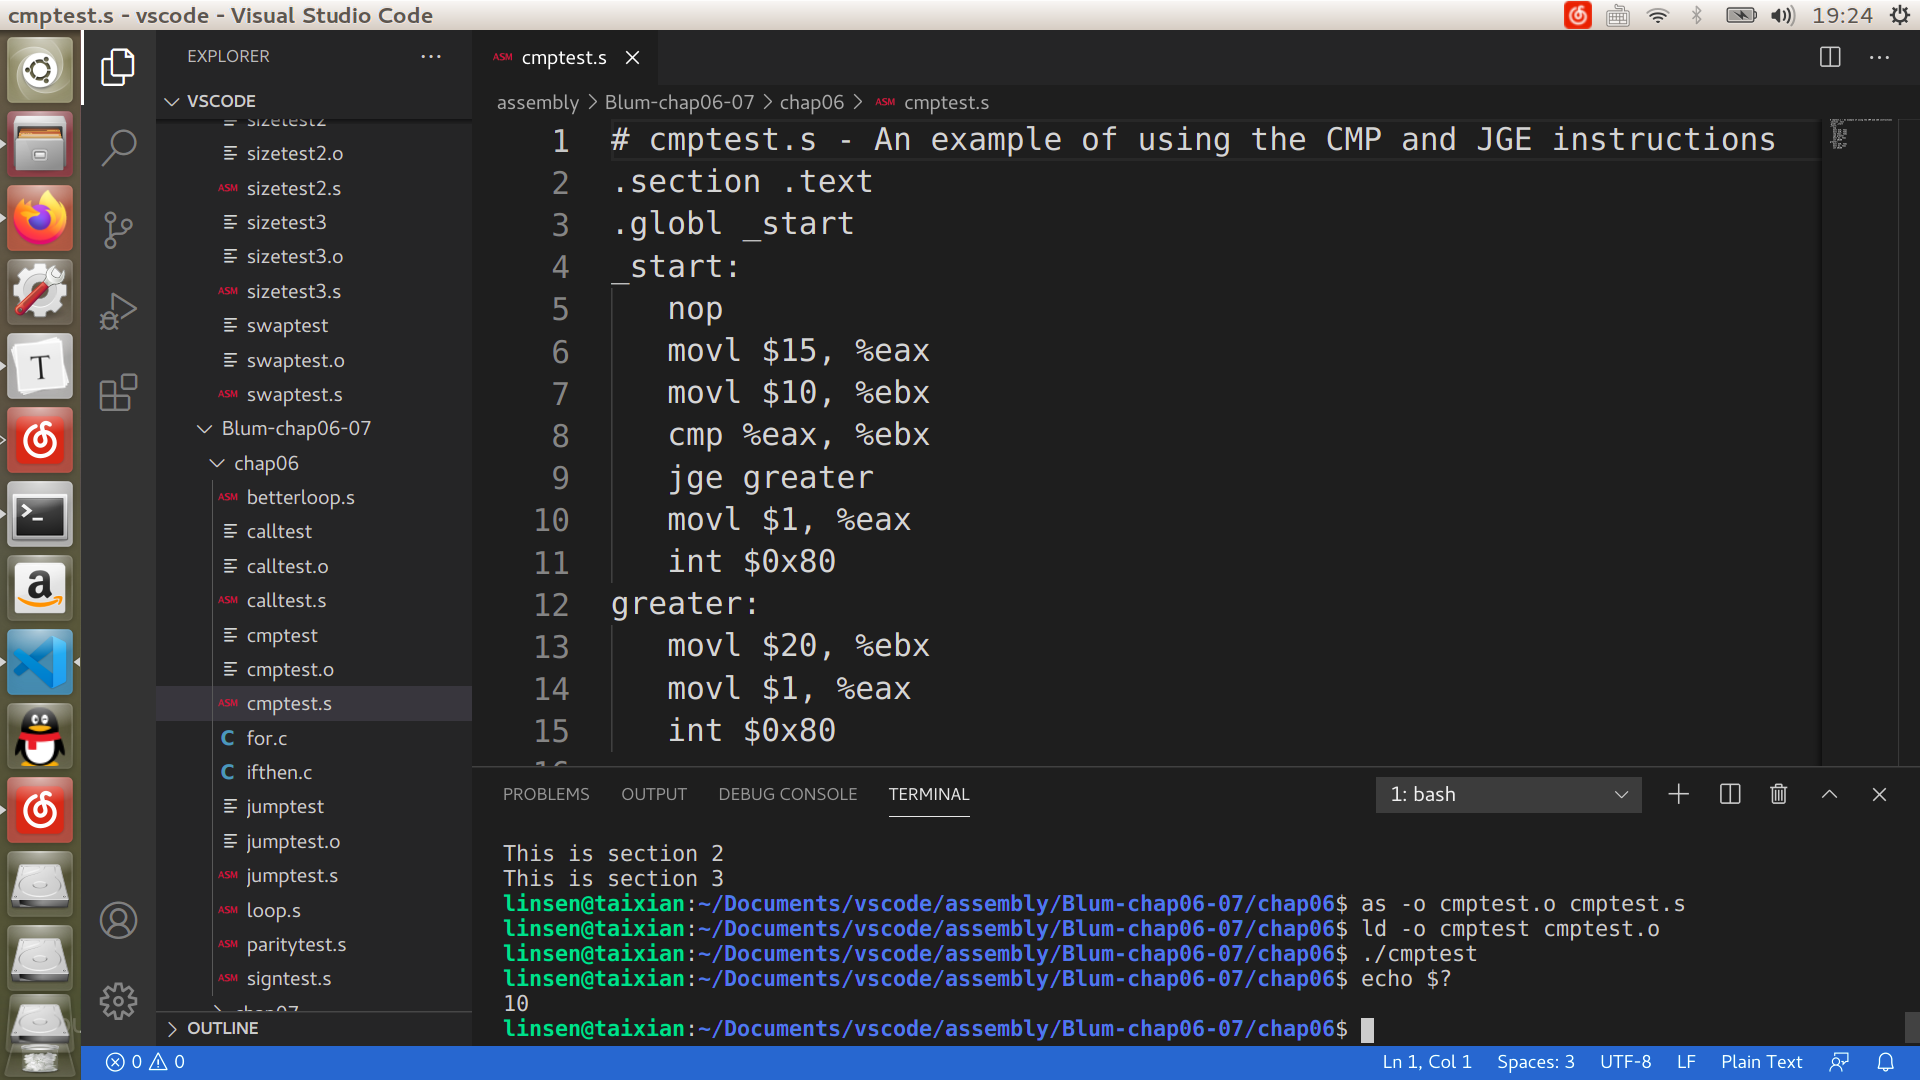 cmptest.s - vscode - Visual Studio Code
19:24
EXPLORER
VSCODE
sizetest2
sizetest2.o
ASM sizetest2.s
sizetest3
sizetest3.o
ASM sizetest3.s
swaptest
swaptest.o
ASM swaptest.s
Blum-chap06-07
chap06
ASM betterloop.s
calltest
calltest.o
ASM calltest.s
cmptest
cmptest.o
ASM cmptest.s
C for.c
C ifthen.c
jumptest
jumptest.o
ASM jumptest.s
ASM loop.s
ASM paritytest.s
ASM signtest.s
chap07
OUTLINE
ASM cmptest.s
assembly > Blum-chap06-07 > chap06 > ASM cmptest.s
1 # cmptest.s - An example of using the CMP and JGE instructions
2 .section .text
3 .globl _start
4 _start:
5 nop
6 movl $15, %eax
7 movl $10, %ebx
8 cmp %eax, %ebx
9 jge greater
10 movl $1, %eax
11 int $0x80
12 greater:
13 movl $20, %ebx
14 movl $1, %eax
15 int $0x80
16
PROBLEMS OUTPUT DEBUG CONSOLE TERMINAL 1: bash
This is section 2
This is section 3
linsen@taixian:~/Documents/vscode/assembly/Blum-chap06-07/chap06$ as -o cmptest.o cmptest.s
linsen@taixian:~/Documents/vscode/assembly/Blum-chap06-07/chap06$ ld -o cmptest cmptest.o
linsen@taixian:~/Documents/vscode/assembly/Blum-chap06-07/chap06$ ./cmptest
linsen@taixian:~/Documents/vscode/assembly/Blum-chap06-07/chap06$ echo $?
10
linsen@taixian:~/Documents/vscode/assembly/Blum-chap06-07/chap06$
0 0 Ln 1, Col 1 Spaces: 3 UTF-8 LF Plain Text